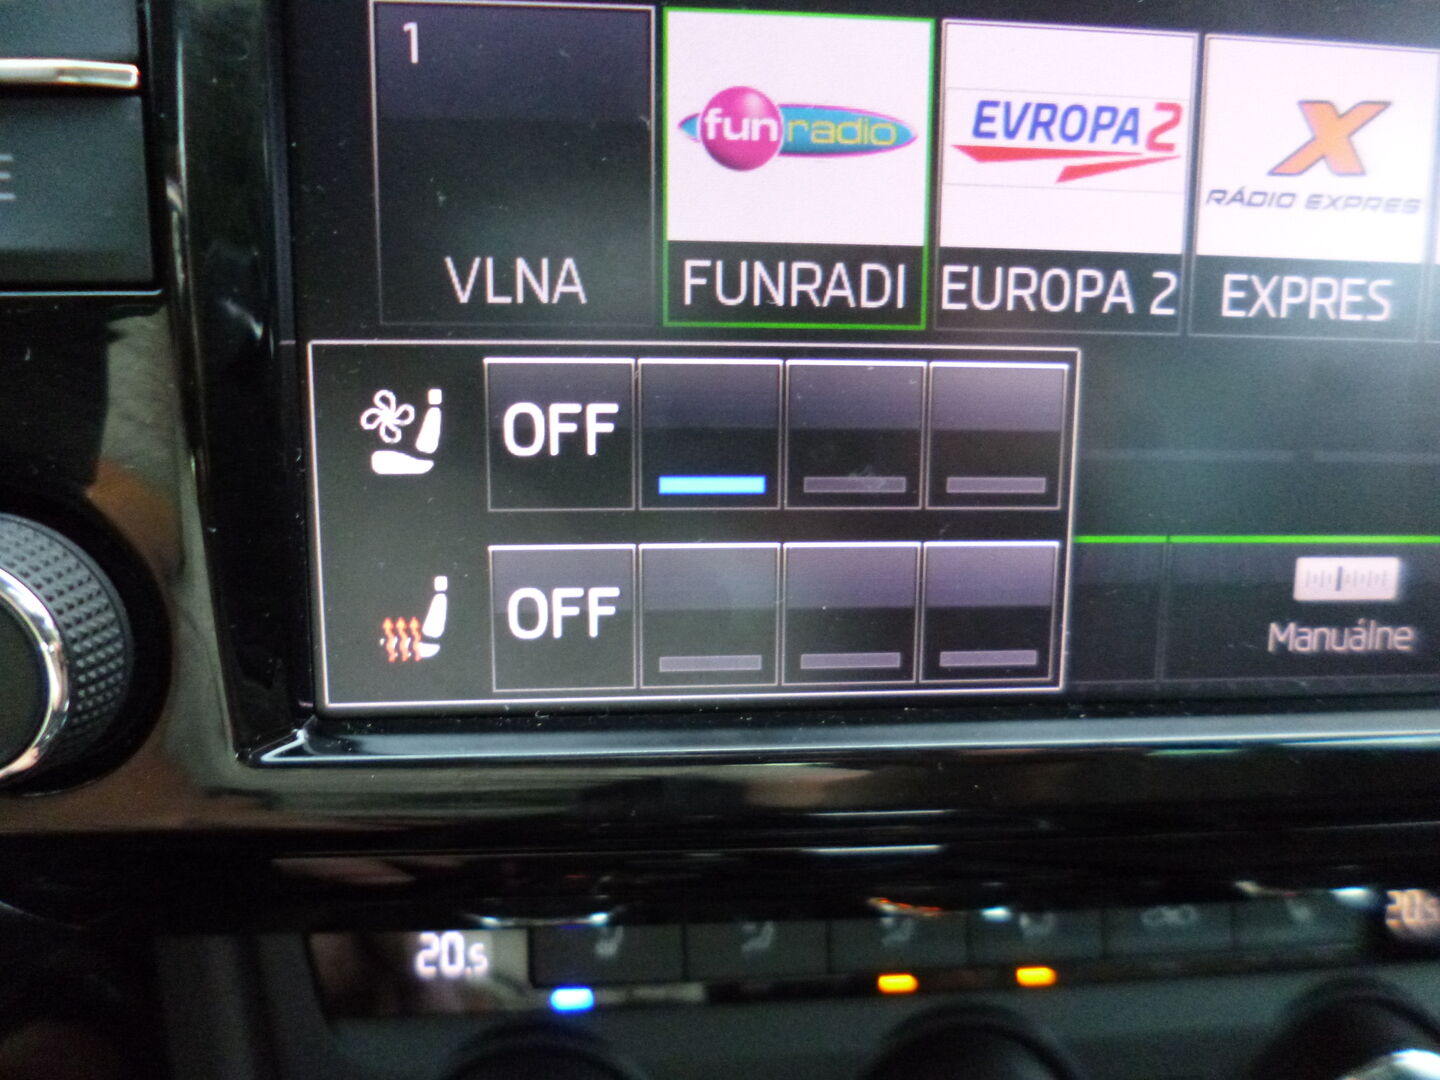 1
fun radio
EVROPA 2
X
RÁDIO EXPRES
VLNA
FUNRADI
EUROPA 2
EXPRES
OFF
OFF
Manuálne
20.5
20.5
E